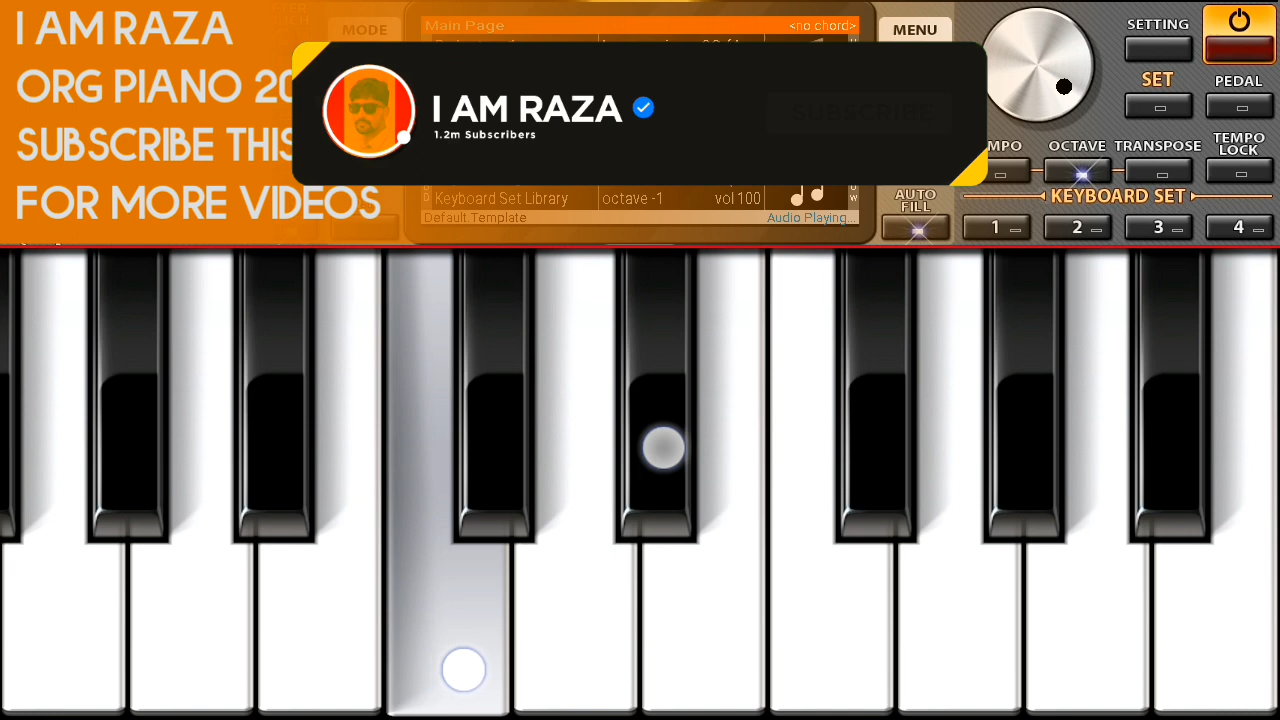 I AM RAZA
ORG PIANO 20
SUBSCRIBE THIS
FOR MORE VIDEOS
MODE
Main Page
<no chord>
MENU
I AM RAZA
1.2m Subscribers
SUBSCRIBE
Keyboard Set Library
octave -1
vol 100
Default.Template
Audio Playing...
AUTO
FILL
SETTING
SET
PEDAL
MPO
OCTAVE
TRANSPOSE
TEMPO
LOCK
KEYBOARD SET
1
2
3
4